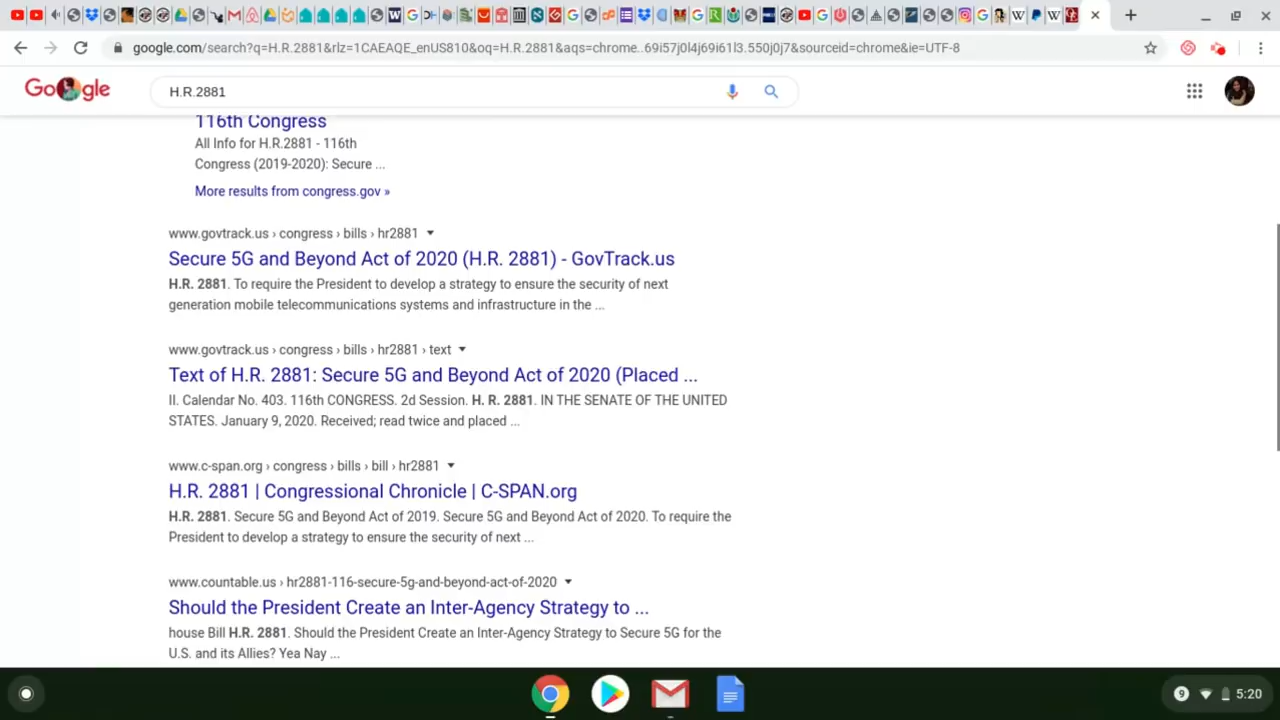 google.com/search?q=H.R.2881&rlz=1CAEAQE_enUS810&oq=H.R.2881&aqs=chrome..69i57j0l4j69i61l3.550j0j7&sourceid=chrome&ie=UTF-8
Google
H.R.2881
116th Congress
All Info for H.R.2881 - 116th
Congress (2019-2020): Secure ...
More results from congress.gov »
www.govtrack.us › congress › bills › hr2881
Secure 5G and Beyond Act of 2020 (H.R. 2881) - GovTrack.us
H.R. 2881. To require the President to develop a strategy to ensure the security of next
generation mobile telecommunications systems and infrastructure in the ...
www.govtrack.us › congress › bills › hr2881 › text
Text of H.R. 2881: Secure 5G and Beyond Act of 2020 (Placed ...
II. Calendar No. 403. 116th CONGRESS. 2d Session. H. R. 2881. IN THE SENATE OF THE UNITED
STATES. January 9, 2020. Received; read twice and placed ...
www.c-span.org › congress › bills › bill › hr2881
H.R. 2881 | Congressional Chronicle | C-SPAN.org
H.R. 2881. Secure 5G and Beyond Act of 2019. Secure 5G and Beyond Act of 2020. To require the
President to develop a strategy to ensure the security of next ...
www.countable.us › hr2881-116-secure-5g-and-beyond-act-of-2020
Should the President Create an Inter-Agency Strategy to ...
house Bill H.R. 2881. Should the President Create an Inter-Agency Strategy to Secure 5G for the
U.S. and its Allies? Yea Nay ...
9 5:20